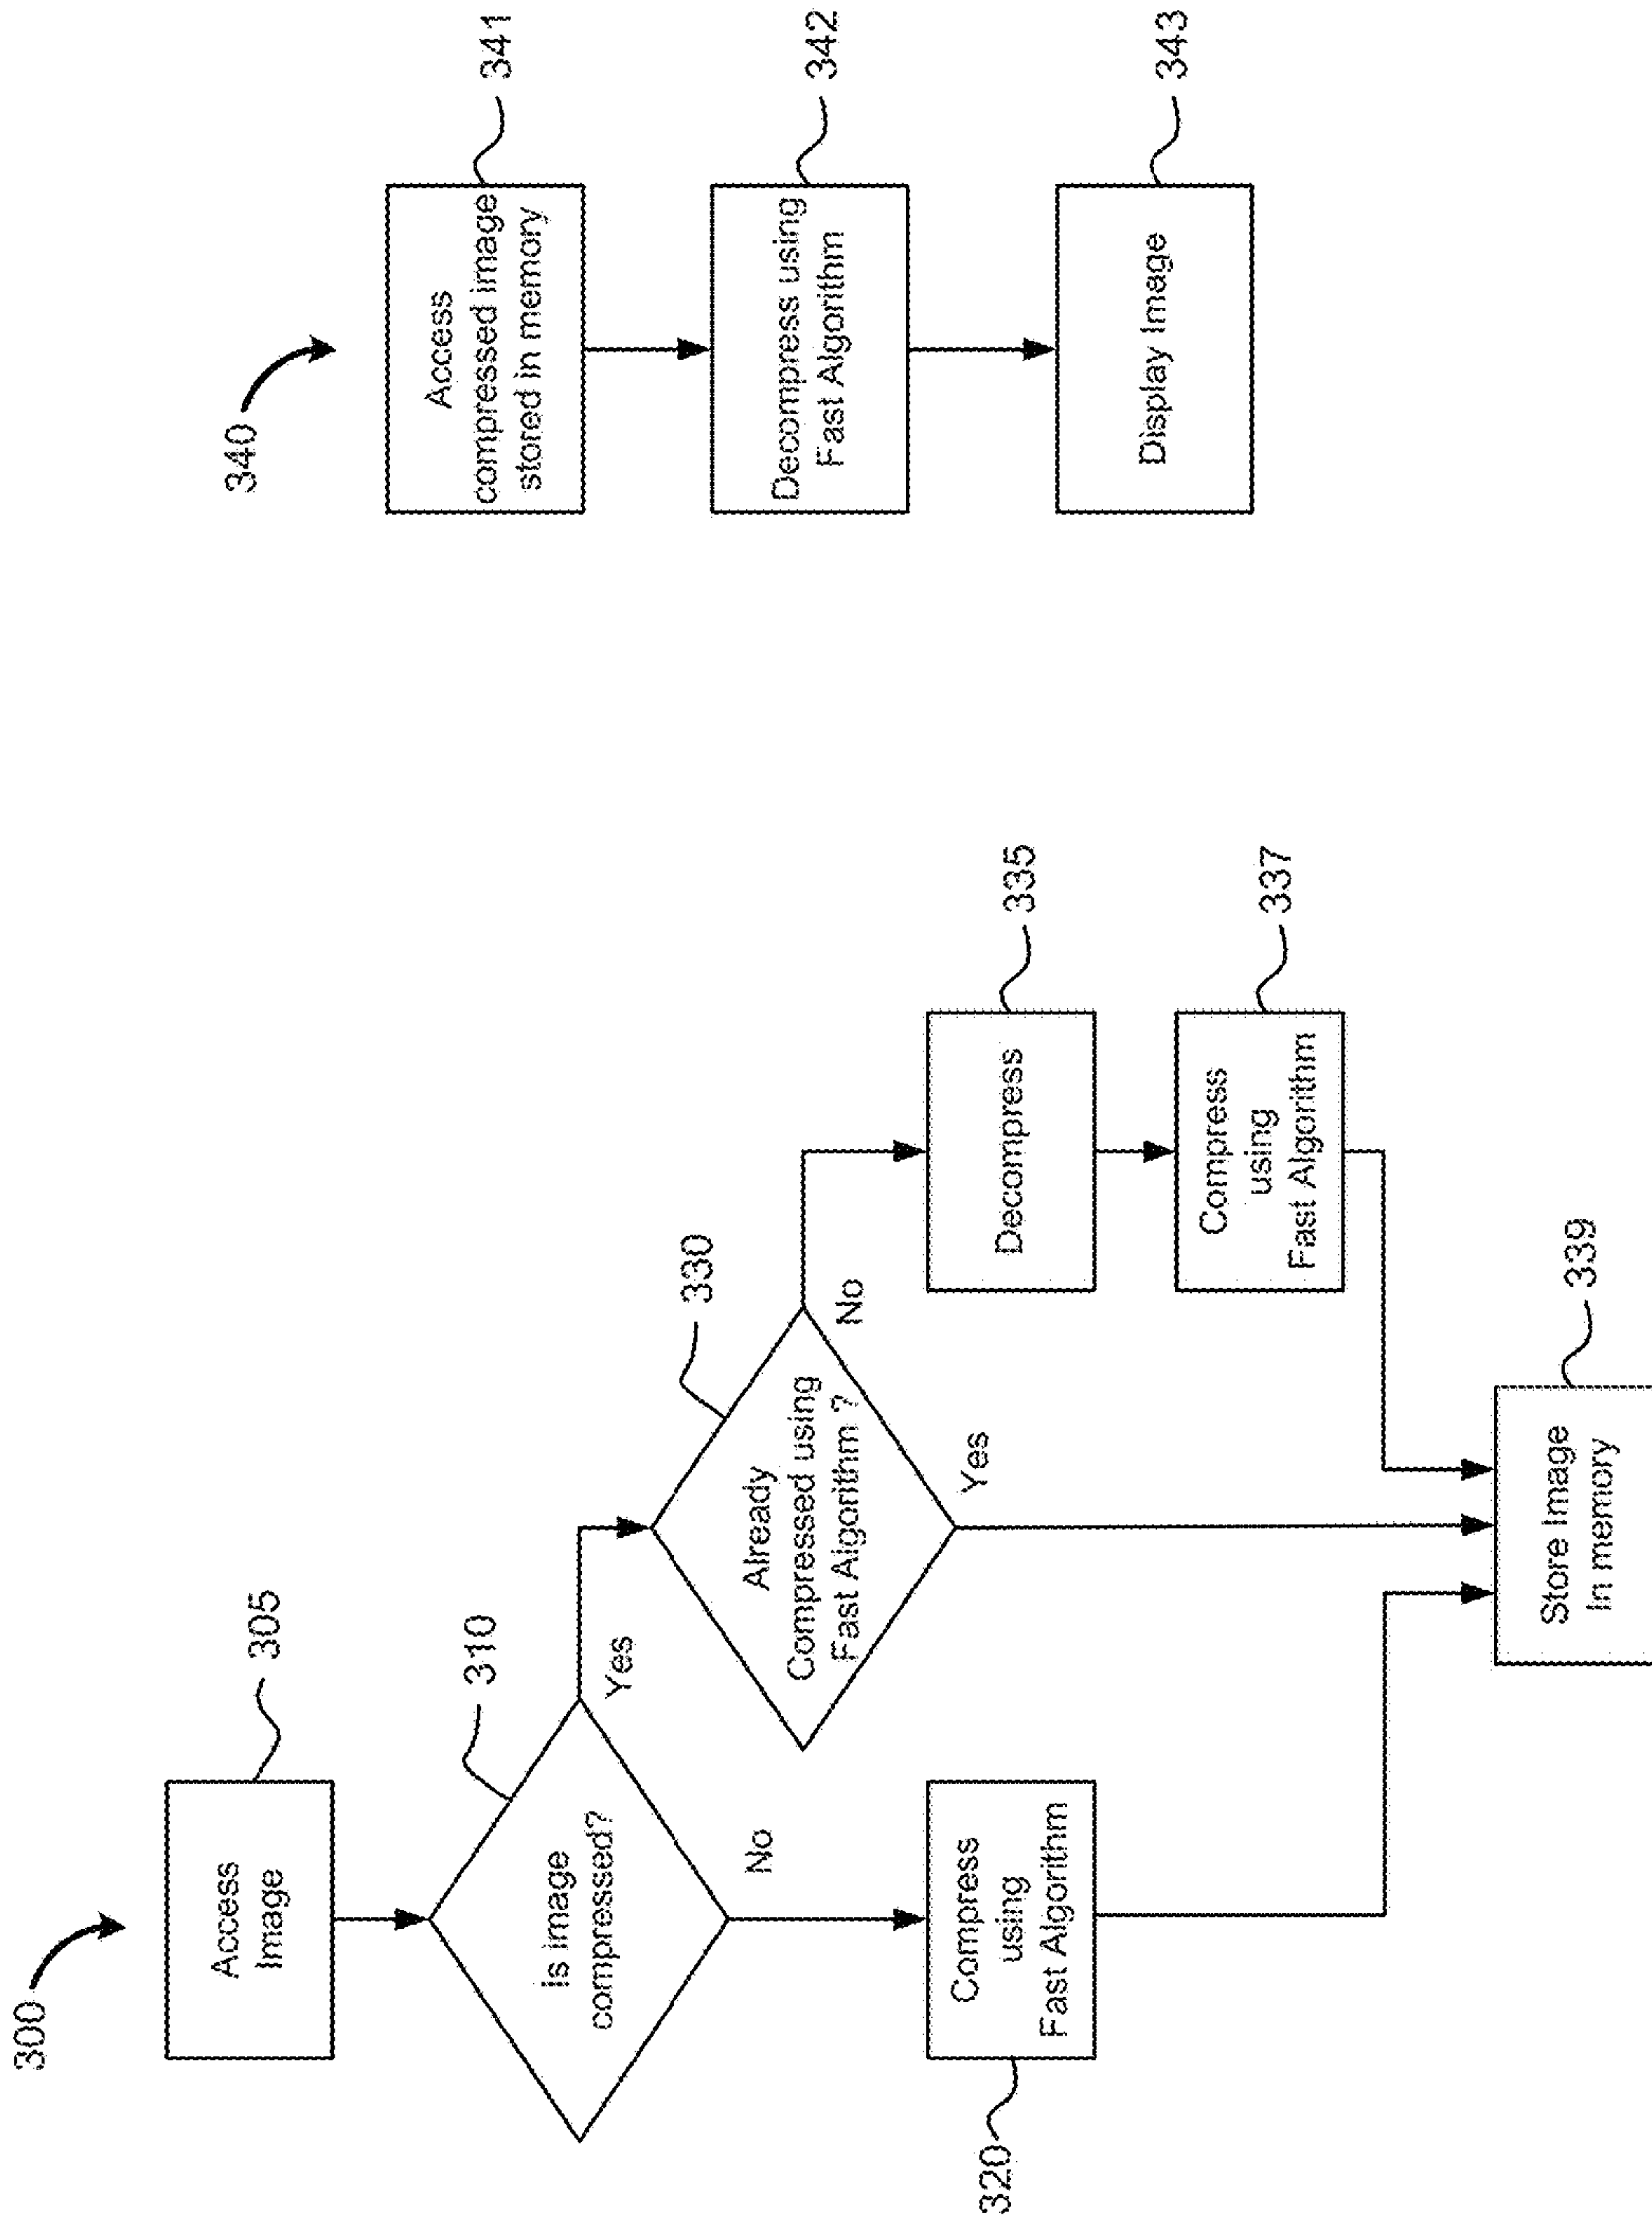 300
Access
Image
305
Is image
compressed?
310
Yes
No
Compress
using
Fast Algorithm
320
Already
Compressed using
Fast Algorithm ?
330
No
Yes
Decompress
335
Compress
using
Fast Algorithm
337
Store Image
In memory
339
340
Access
compressed image
stored in memory
341
Decompress using
Fast Algorithm
342
Display Image
343